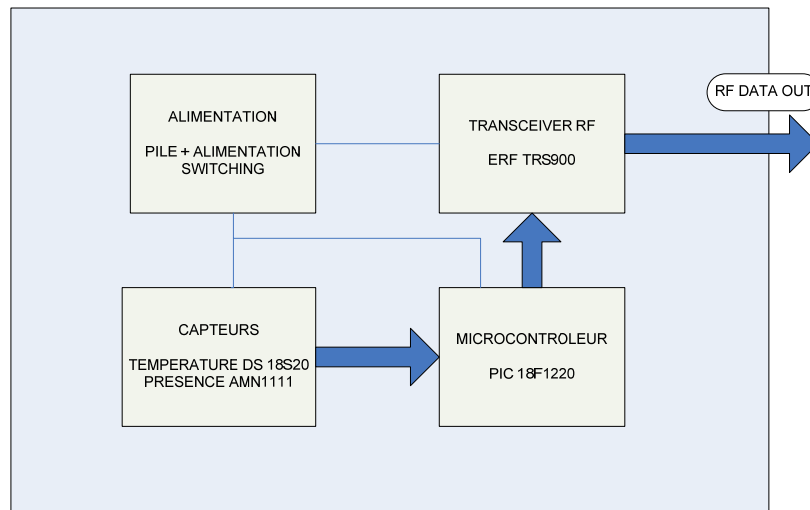 ALIMENTATION
PILE + ALIMENTATION
SWITCHING
TRANSCEIVER RF
ERF TRS900
RF DATA OUT
CAPTEURS
TEMPERATURE DS 18S20
PRESENCE AMN1111
MICROCONTROLEUR
PIC 18F1220